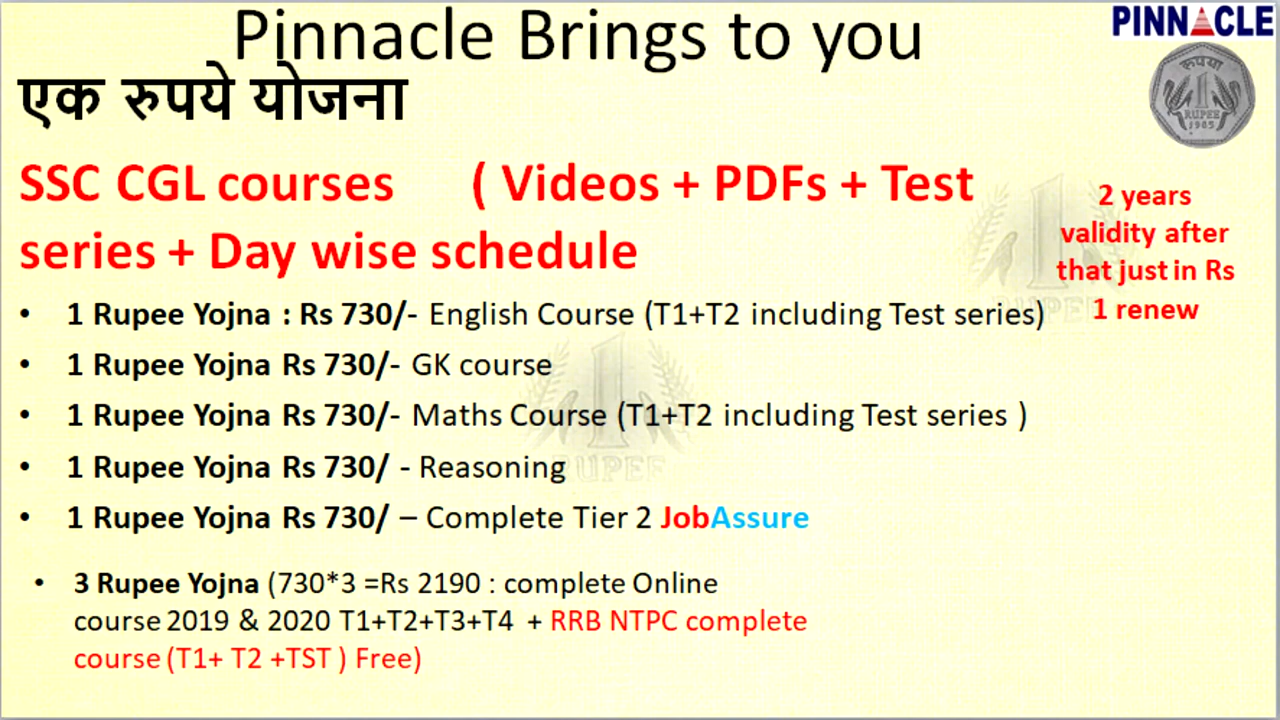 Pinnacle Brings to you
PINNACLE
एक रुपये योजना
रुपया
1
RUPEE
1985
SSC CGL courses ( Videos + PDFs + Test
series + Day wise schedule
2 years
validity after
that just in Rs
1 renew
• 1 Rupee Yojna : Rs 730/- English Course (T1+T2 including Test series)
• 1 Rupee Yojna Rs 730/- GK course
• 1 Rupee Yojna Rs 730/- Maths Course (T1+T2 including Test series )
• 1 Rupee Yojna Rs 730/ - Reasoning
RUPEE
• 1 Rupee Yojna Rs 730/ – Complete Tier 2 JobAssure
• 3 Rupee Yojna (730*3 =Rs 2190 : complete Online
course 2019 & 2020 T1+T2+T3+T4 + RRB NTPC complete
course (T1+ T2 +TST ) Free)